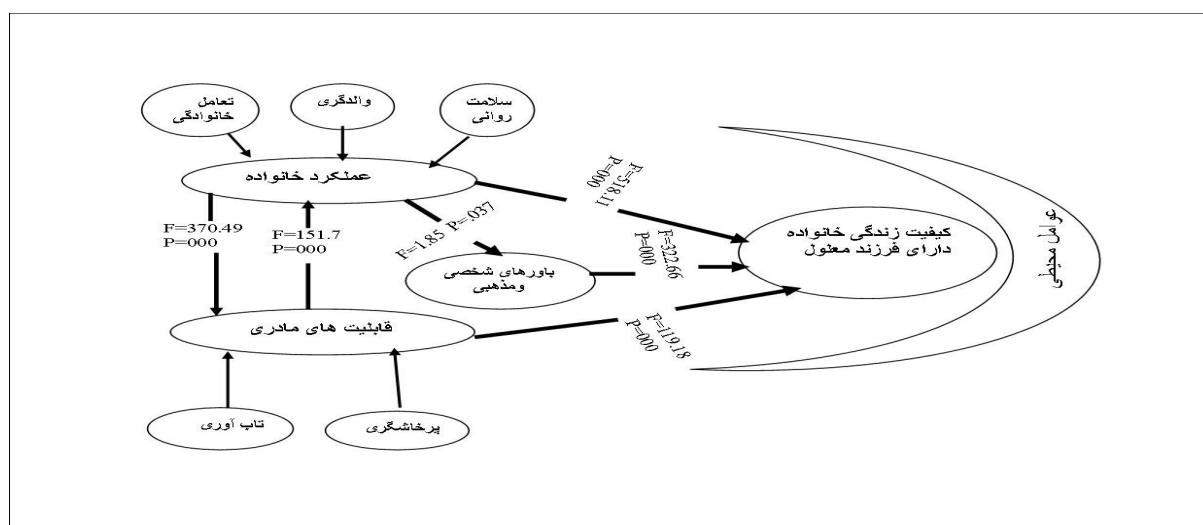 تعامل
خانوادگی
والدگری
سلامت
روانی
عملکرد خانواده
F=518.11
P=000
F=370.49
P=000
F=151.7
P=000
F=1.85 P=.037
باورهای شخصی
ومذهبی
F=322.66
P=000
کیفیت زندگی خانواده
دارای فرزند معلول
عوامل محیطی
قابلیت های مادری
F=119.18
P=000
تاب آوری
پرخاشگری